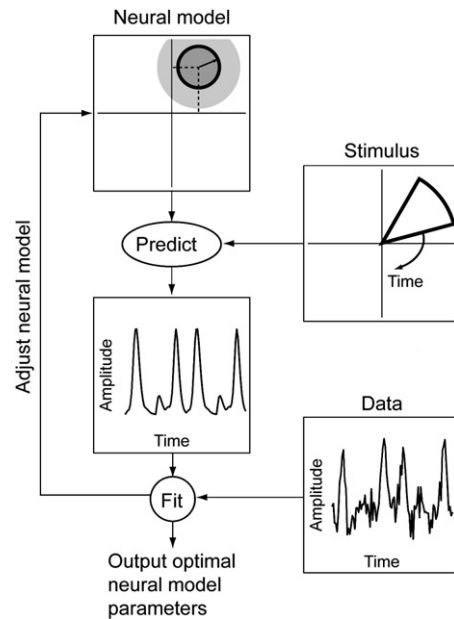 Neural model
Stimulus
Time
Predict
Adjust neural model
Amplitude
Time
Data
Amplitude
Time
Fit
Output optimal
neural model
parameters